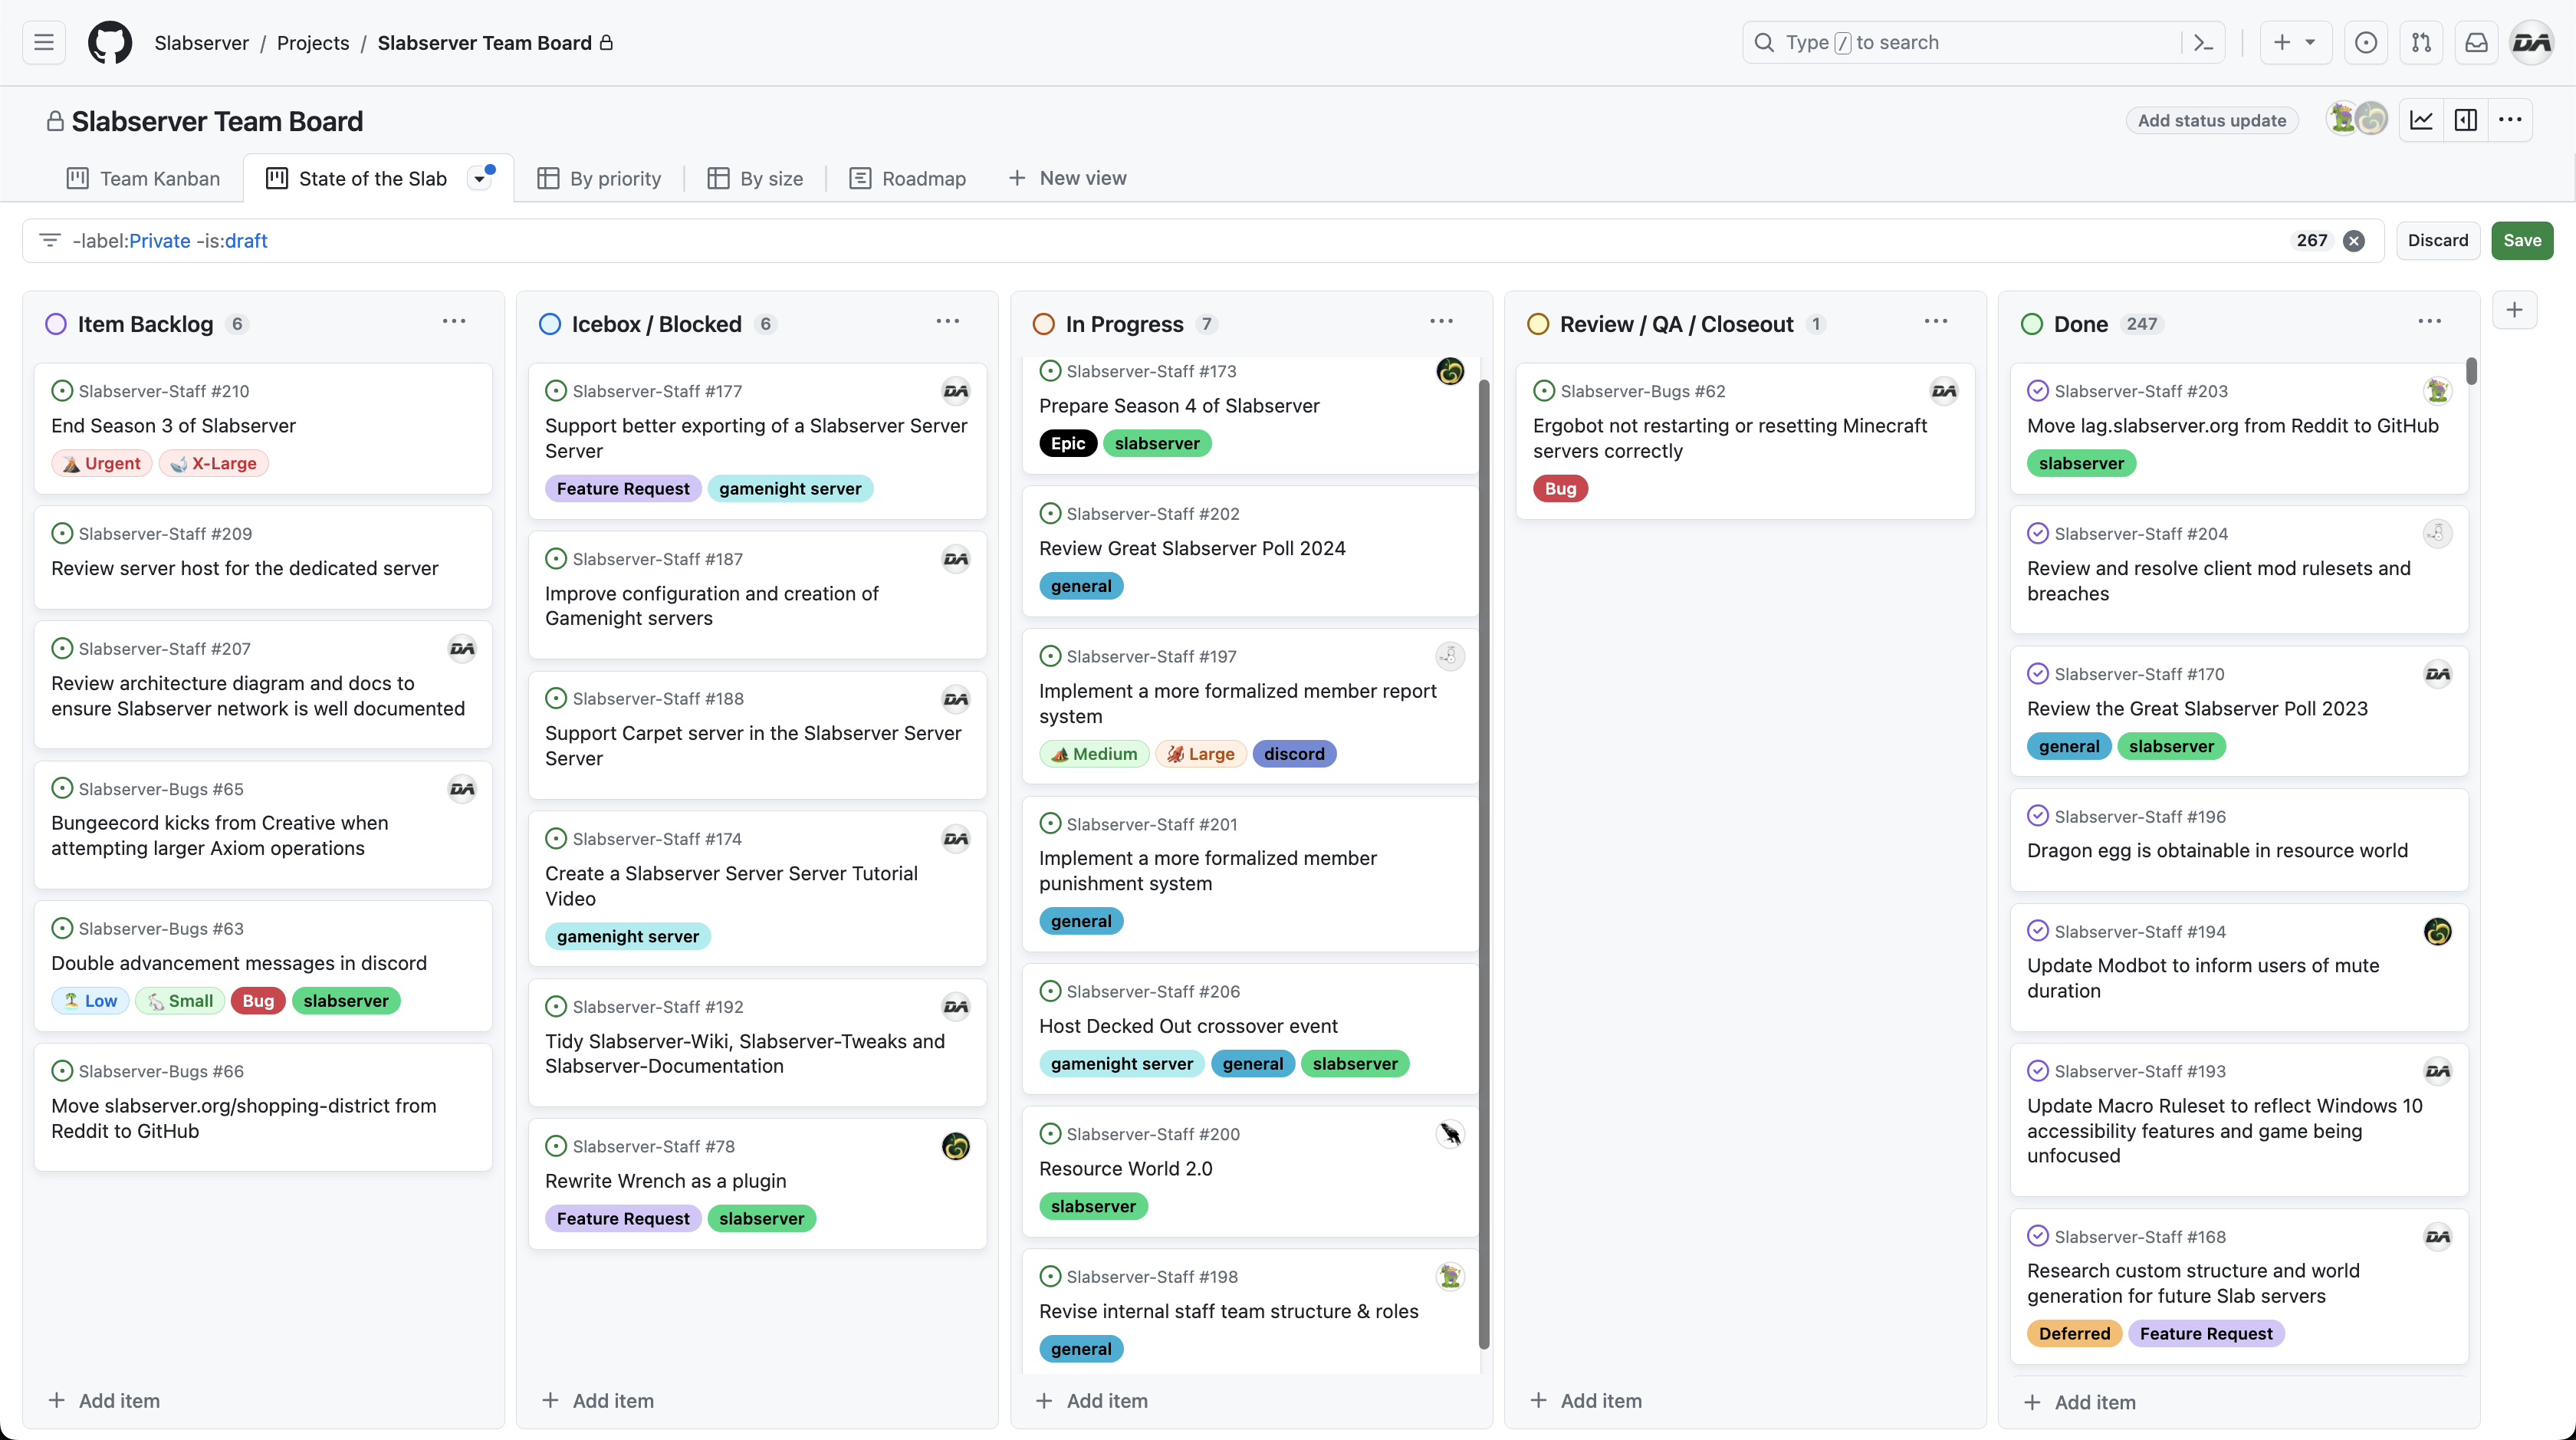 Slabserver / Projects / Slabserver Team Board
Type / to search
DA
Slabserver Team Board
Add status update
Team Kanban
State of the Slab
By priority
By size
Roadmap
New view
-label:Private -is:draft
267
Discard
Save
Item Backlog 6
Slabserver-Staff #210
End Season 3 of Slabserver
Urgent X-Large
Slabserver-Staff #209
Review server host for the dedicated server
Slabserver-Staff #207
DA
Review architecture diagram and docs to
ensure Slabserver network is well documented
Slabserver-Bugs #65
DA
Bungeecord kicks from Creative when
attempting larger Axiom operations
Slabserver-Bugs #63
Double advancement messages in discord
Low Small Bug slabserver
Slabserver-Bugs #66
Move slabserver.org/shopping-district from
Reddit to GitHub
Add item
Icebox / Blocked 6
Slabserver-Staff #177
DA
Support better exporting of a Slabserver Server
Server
Feature Request gamenight server
Slabserver-Staff #187
DA
Improve configuration and creation of
Gamenight servers
Slabserver-Staff #188
DA
Support Carpet server in the Slabserver Server
Server
Slabserver-Staff #174
DA
Create a Slabserver Server Server Tutorial
Video
gamenight server
Slabserver-Staff #192
DA
Tidy Slabserver-Wiki, Slabserver-Tweaks and
Slabserver-Documentation
Slabserver-Staff #78
Rewrite Wrench as a plugin
Feature Request slabserver
Add item
In Progress 7
Slabserver-Staff #173
Prepare Season 4 of Slabserver
Epic slabserver
Slabserver-Staff #202
Review Great Slabserver Poll 2024
general
Slabserver-Staff #197
Implement a more formalized member report
system
Medium Large discord
Slabserver-Staff #201
Implement a more formalized member
punishment system
general
Slabserver-Staff #206
Host Decked Out crossover event
gamenight server general slabserver
Slabserver-Staff #200
Resource World 2.0
slabserver
Slabserver-Staff #198
Revise internal staff team structure & roles
general
Add item
Review / QA / Closeout 1
Slabserver-Bugs #62
DA
Ergobot not restarting or resetting Minecraft
servers correctly
Bug
Add item
Done 247
Slabserver-Staff #203
Move lag.slabserver.org from Reddit to GitHub
slabserver
Slabserver-Staff #204
Review and resolve client mod rulesets and
breaches
Slabserver-Staff #170
DA
Review the Great Slabserver Poll 2023
general slabserver
Slabserver-Staff #196
Dragon egg is obtainable in resource world
Slabserver-Staff #194
Update Modbot to inform users of mute
duration
Slabserver-Staff #193
DA
Update Macro Ruleset to reflect Windows 10
accessibility features and game being
unfocused
Slabserver-Staff #168
DA
Research custom structure and world
generation for future Slab servers
Deferred Feature Request
Add item